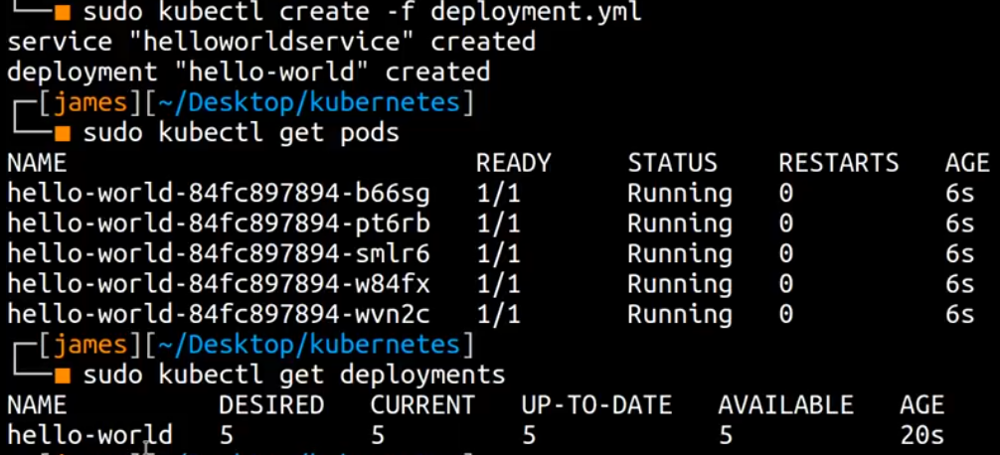 sudo kubectl create -f deployment.yml
service "helloworldservice" created
deployment "hello-world" created
[james][~/Desktop/kubernetes]
sudo kubectl get pods
NAME READY STATUS RESTARTS AGE
hello-world-84fc897894-b66sg 1/1 Running 0 6s
hello-world-84fc897894-pt6rb 1/1 Running 0 6s
hello-world-84fc897894-smlr6 1/1 Running 0 6s
hello-world-84fc897894-w84fx 1/1 Running 0 6s
hello-world-84fc897894-wvn2c 1/1 Running 0 6s
[james][~/Desktop/kubernetes]
sudo kubectl get deployments
NAME DESIRED CURRENT UP-TO-DATE AVAILABLE AGE
hello-world 5 5 5 5 20s